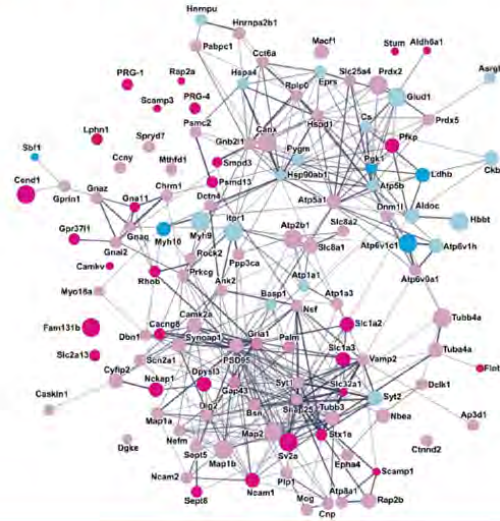 Hnrnpu
Hnrnpa2b1
Pabpc1
Cct6a
Macf1
Stum
Aldh6a1
PRG-1
Rap2a
Hspa4
Eprs
Slc25a4
Prdx2
Glud1
Scamp3
PRG-4
Rplp0
Psmc2
Canx
Hspd1
Cs
Prdx5
Lphn1
Spryd7
Gnb2l1
Pfkp
Sbf1
Ccny
Mthfd1
Smpd3
Pygm
Pgk1
Ldhb
Ckb
Cend1
Psmd13
Hsp90ab1
Atp5b
Gprin1
Gnaz
Chrm1
Dctn4
Atp5a1
Dnm1l
Aldoc
Gna11
Itpr1
Slc8a2
Hbbt
Gpr37l1
Gnaq
Myh10
Myh9
Atp2b1
Slc8a1
Atp6v1c1
Atp6v1h
Gnai2
Rock2
Ppp3ca
Camkv
Rhob
Prkcg
Atp1a1
Atp6v0a1
Myo18a
Ank2
Basp1
Atp1a3
Camk2a
Nsf
Tubb4a
Fam131b
Cacng8
Slc1a2
Dbn1
Synoap1
Gria1
Palm
Slc1a3
Vamp2
Tuba4a
Slc2a13
Scn2a1
PSD95
Flot
Cyfip2
Dpysl3
Syt1
Slc32a1
Dclk1
Nckap1
Gap43
Syt2
Caskin1
Dlg2
Bsn
Snap25
Tubb3
Nbea
Map1a
Map2
Stx1a
Ap3d1
Nefm
Sv2a
Dgke
Sept5
Map1b
Epha4
Ctnnd2
Ncam2
Plp1
Scamp1
Ncam1
Mog
Atp8a1
Rap2b
Sept6
Cnp